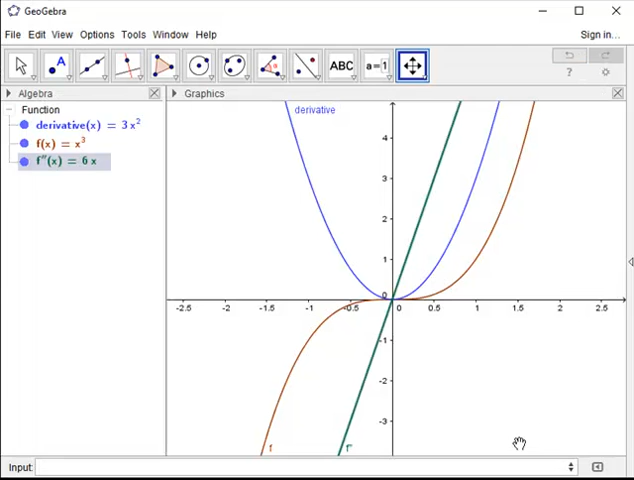 GeoGebra
File Edit View Options Tools Window Help
Sign in...
A
ABC
a=1
?
Algebra
Graphics
Function
derivative(x) = 3 x²
f(x) = x³
f''(x) = 6 x
derivative
4
3
2
1
0
-2.5 -2 -1.5 -1 -0.5 0 0.5 1 1.5 2 2.5
-1
-2
-3
f
f''
Input: